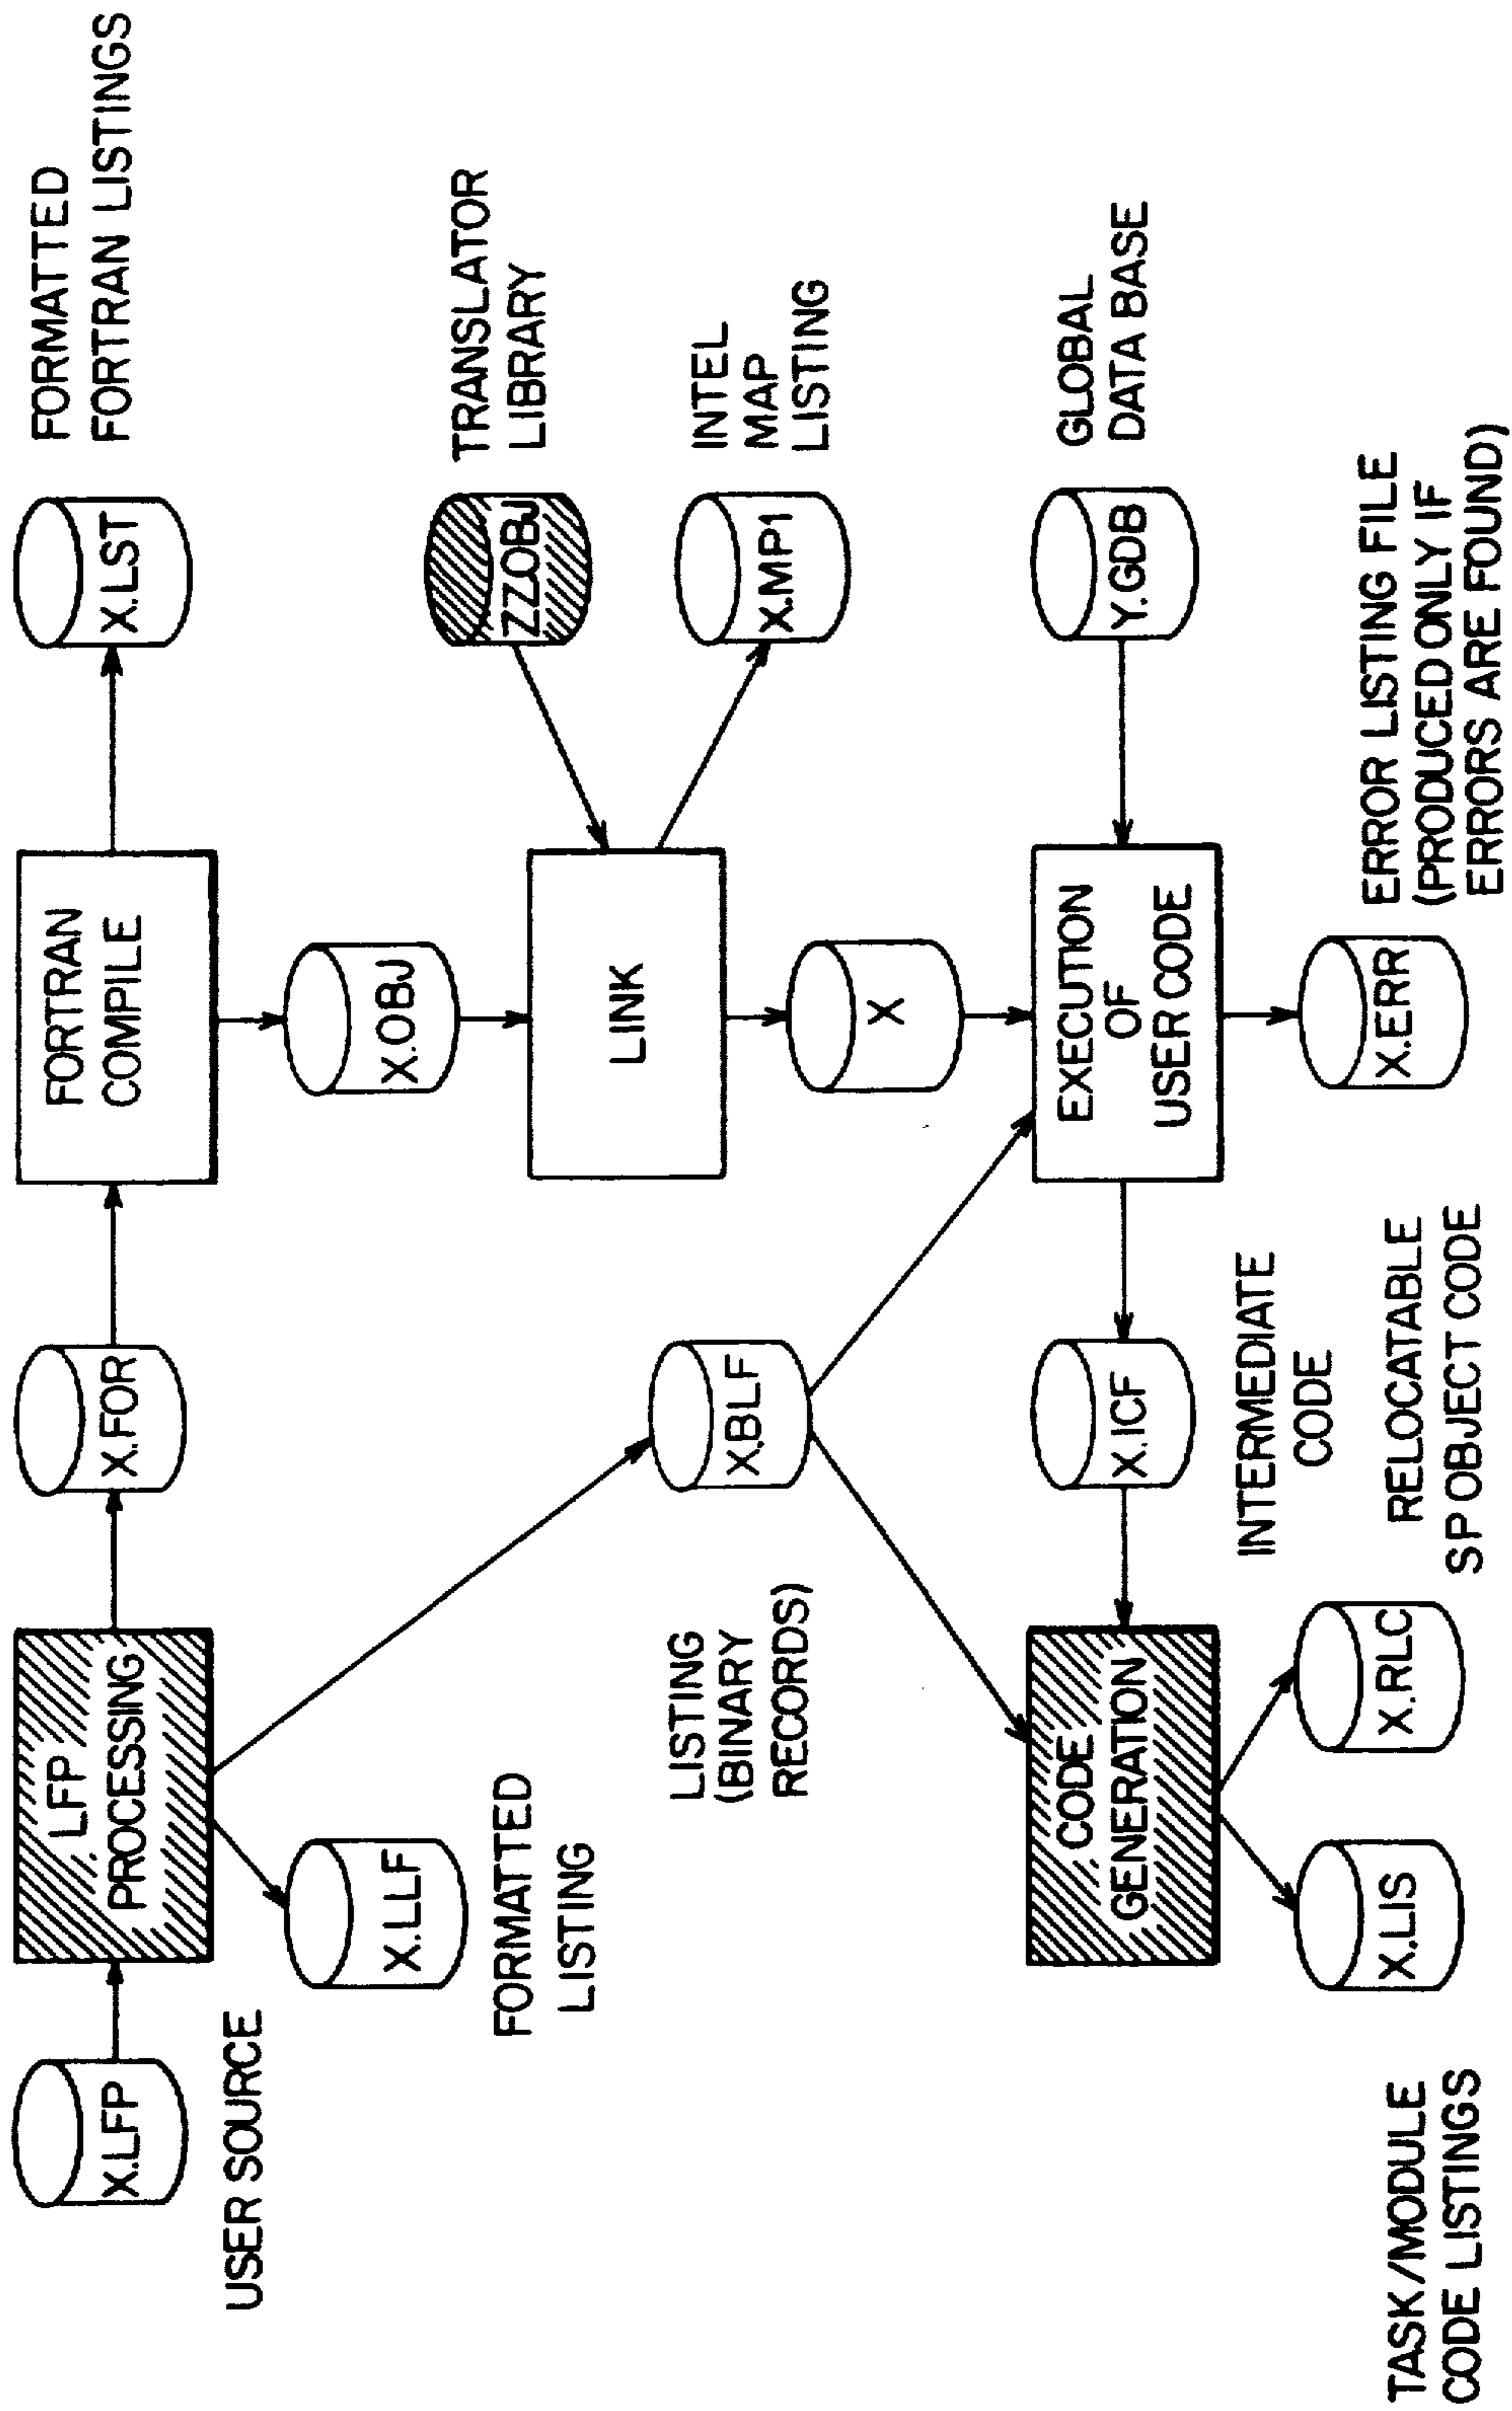 X.LFP
USER SOURCE
LFP
PROCESSING
X.FOR
FORTRAN
COMPILE
X.LST
FORMATTED
FORTRAN LISTINGS
X.LLF
FORMATTED
LISTING
X.OBJ
ZZ.OBJ
TRANSLATOR
LIBRARY
LINK
X.BLF
LISTING
(BINARY
RECORDS)
X.MP1
INTEL
MAP
LISTING
X
CODE
GENERATION
X.ICF
INTERMEDIATE
CODE
EXECUTION
OF
USER CODE
Y.GDB
GLOBAL
DATA BASE
X.LIS
TASK/MODULE
CODE LISTINGS
X.RLC
RELOCATABLE
SP OBJECT CODE
X.ERR
ERROR LISTING FILE
(PRODUCED ONLY IF
ERRORS ARE FOUND)